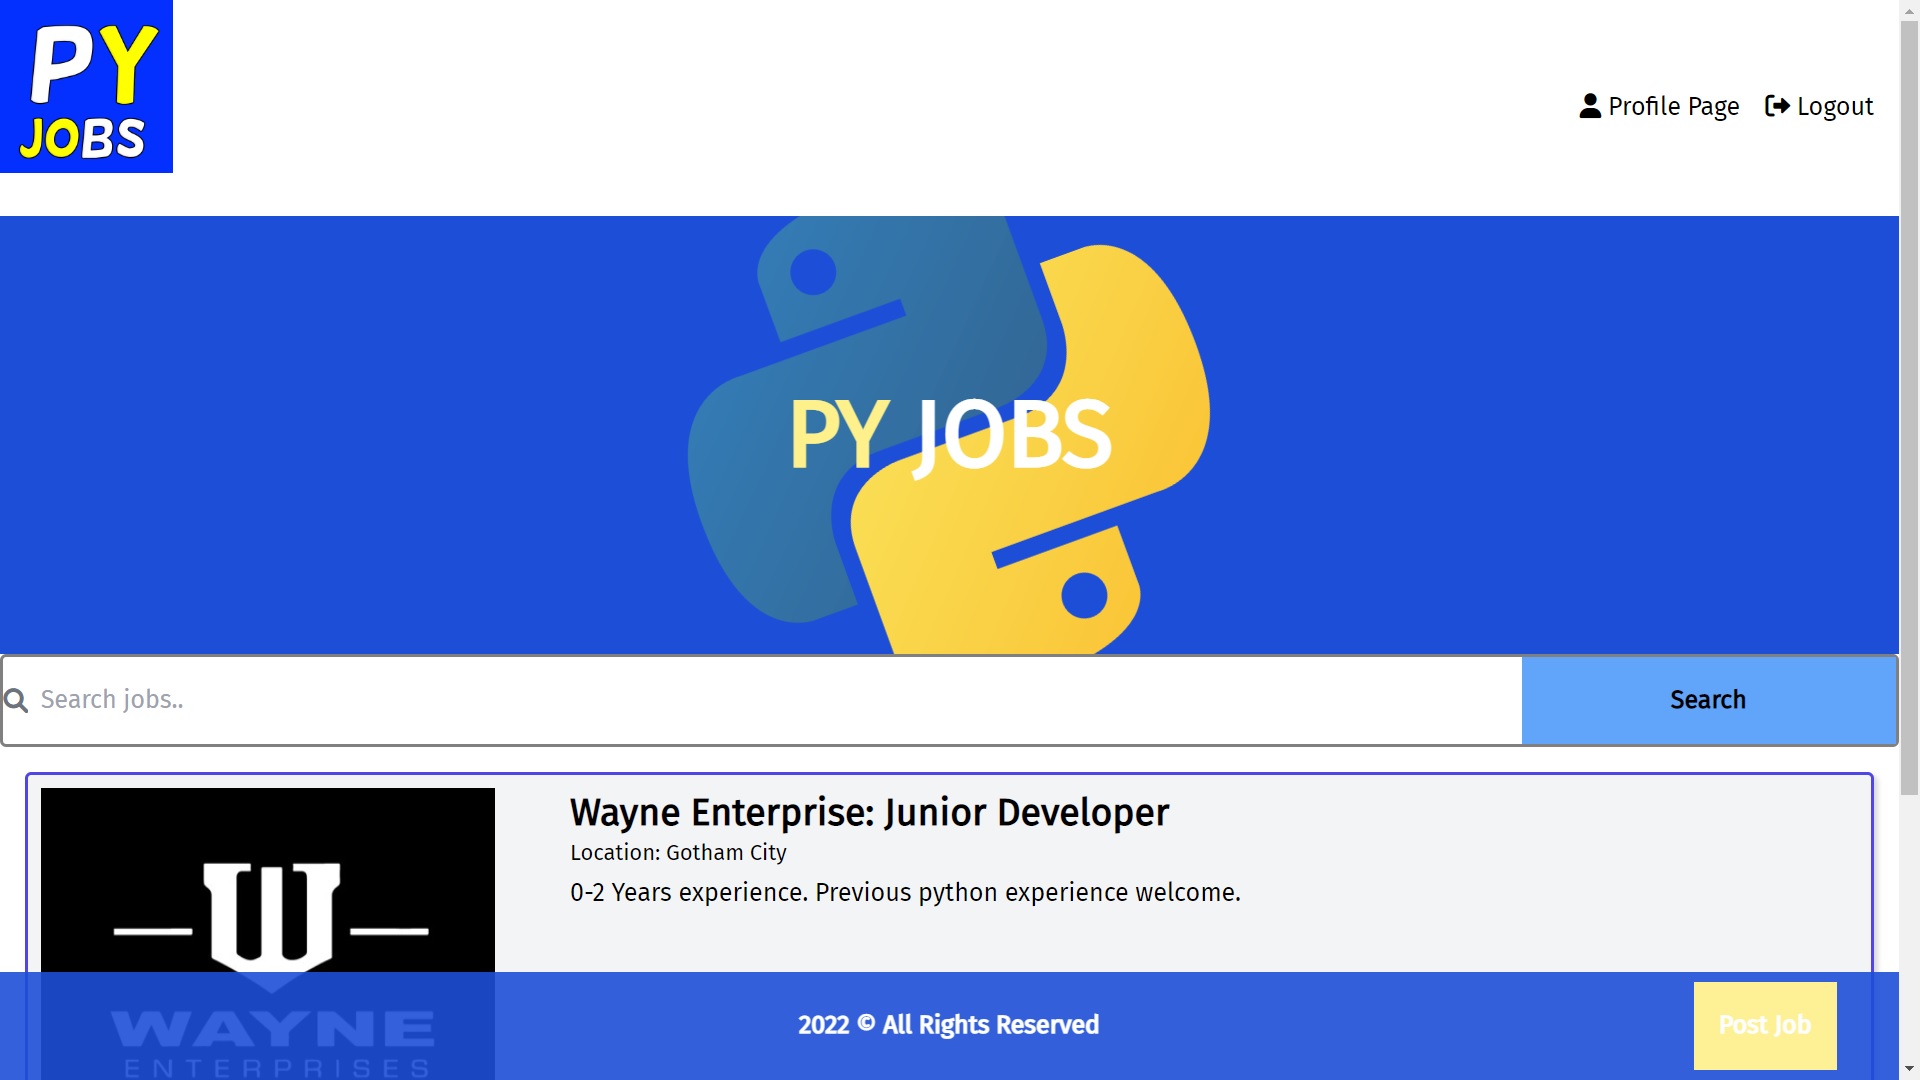 PY
JOBS
Profile Page
Logout
PY JOBS
Search jobs..
Search
Wayne Enterprise: Junior Developer
Location: Gotham City
0-2 Years experience. Previous python experience welcome.
W
WAYNE
ENTERPRISES
2022 © All Rights Reserved
Post Job